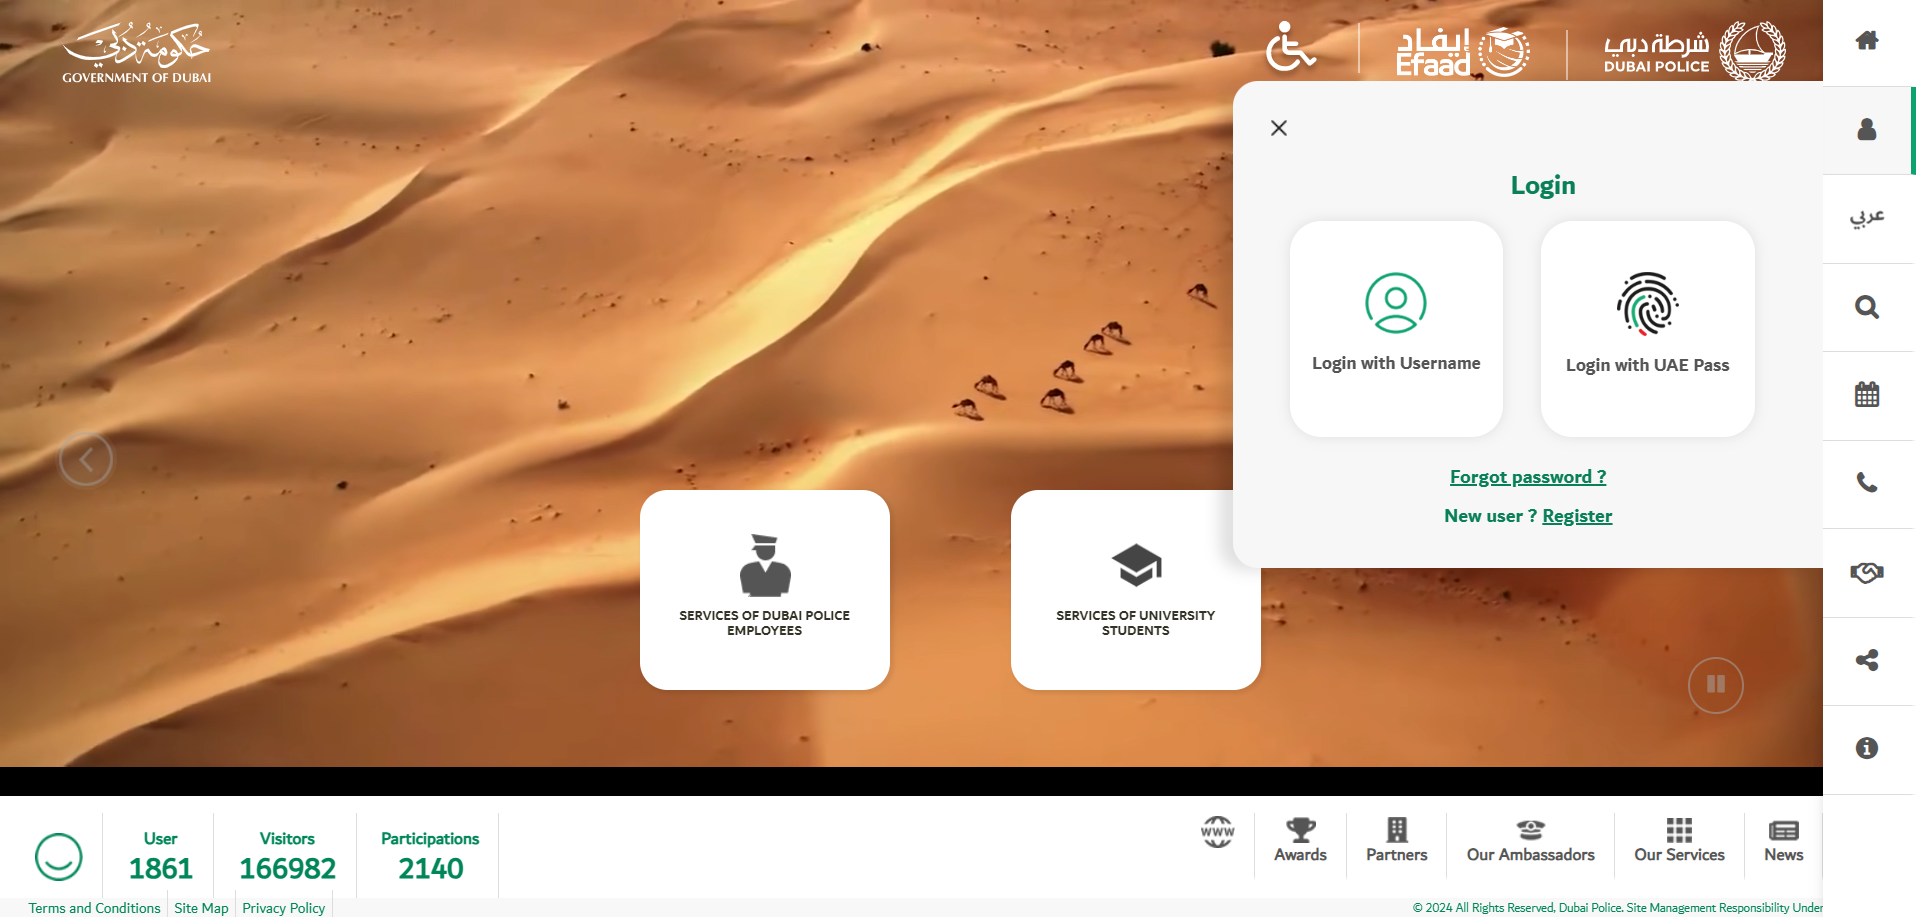 حكومة دبي
GOVERNMENT OF DUBAI
إيفاد
Efaad
شرطة دبي
DUBAI POLICE
عربي
Login
Login with Username
Login with UAE Pass
Forgot password ?
New user ? Register
SERVICES OF DUBAI POLICE
EMPLOYEES
SERVICES OF UNIVERSITY
STUDENTS
User
1861
Visitors
166982
Participations
2140
WWW
Awards
Partners
Our Ambassadors
Our Services
News
Terms and Conditions
Site Map
Privacy Policy
© 2024 All Rights Reserved, Dubai Police. Site Management Responsibility Under